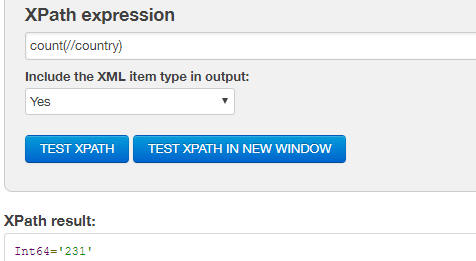 XPath expression
count(//country)
Include the XML item type in output:
Yes
TEST XPATH TEST XPATH IN NEW WINDOW
XPath result:
Int64='231'